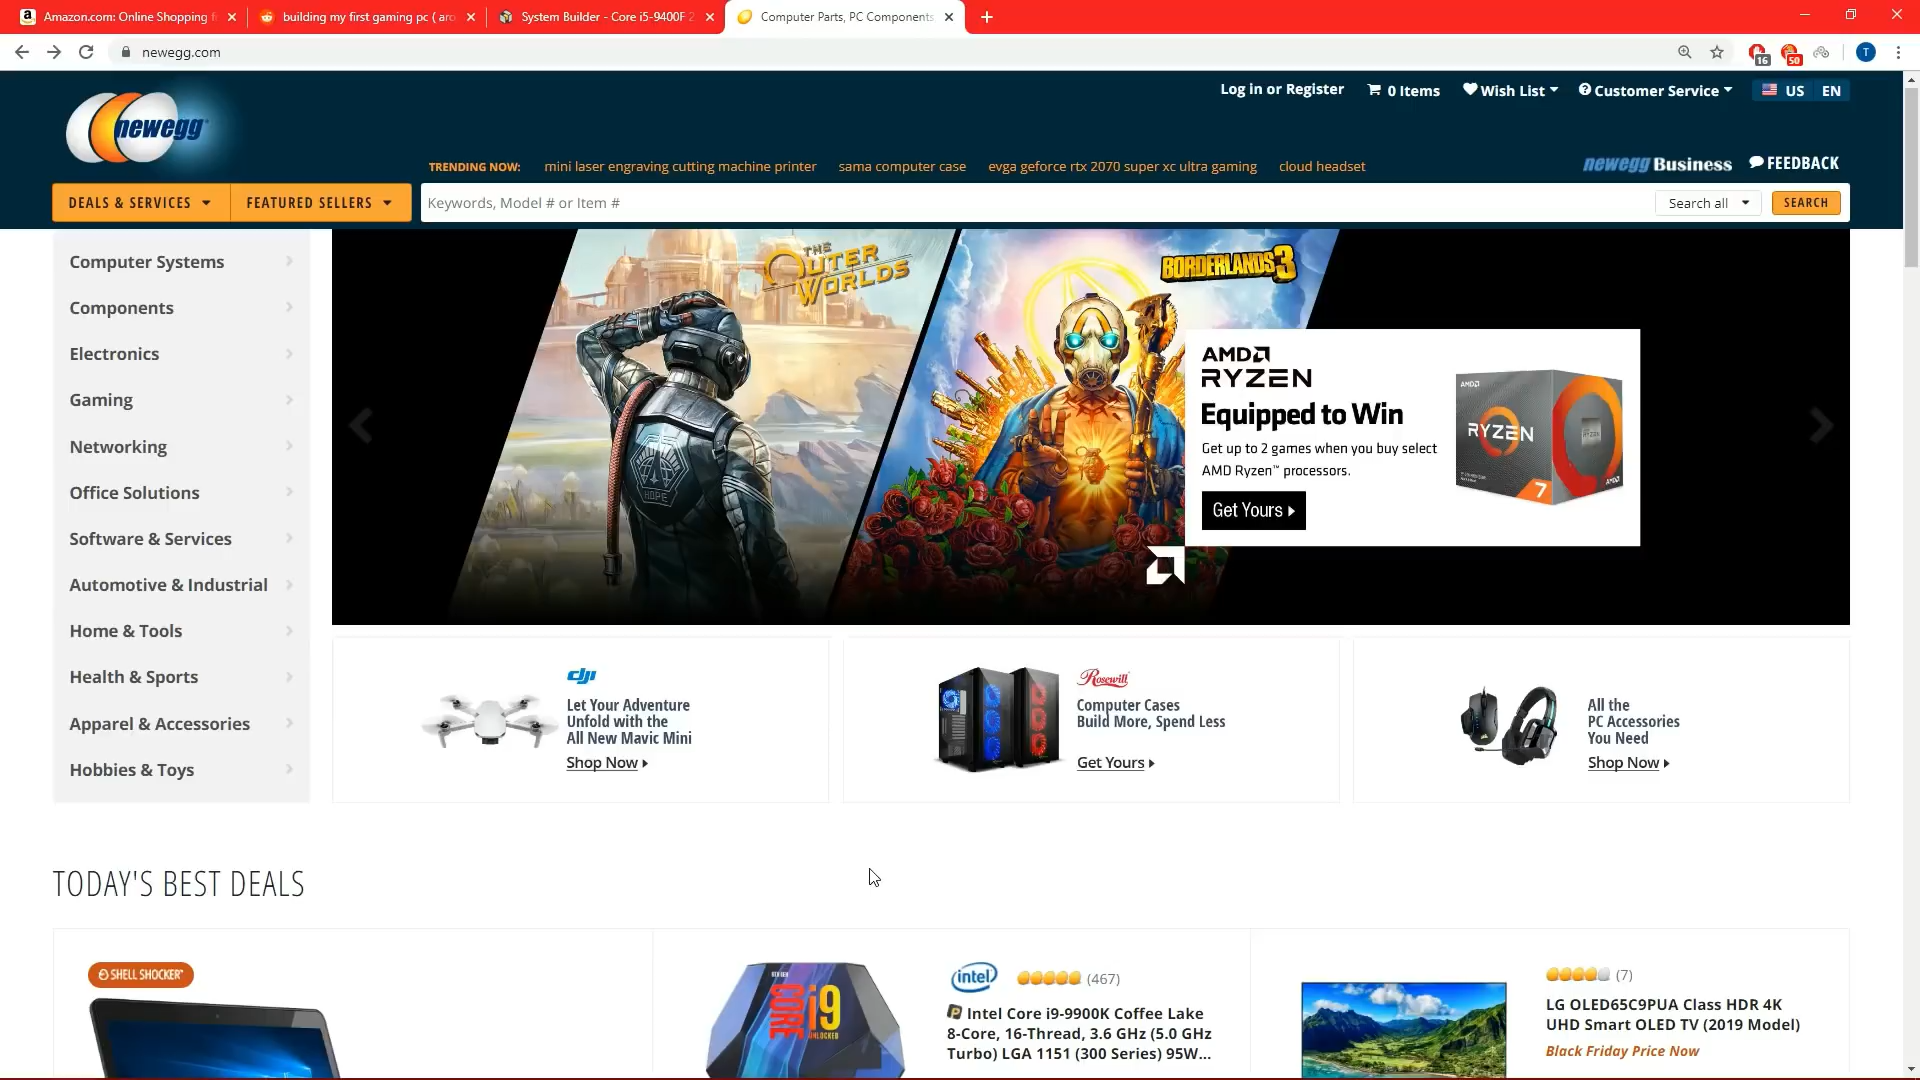 Amazon.com: Online Shopping f
building my first gaming pc ( aro
System Builder - Core i5-9400F 2
Computer Parts, PC Components
newegg.com
16
50
T
newegg
Log in or Register
0 Items
Wish List
Customer Service
US
EN
TRENDING NOW:
mini laser engraving cutting machine printer
sama computer case
evga geforce rtx 2070 super xc ultra gaming
cloud headset
newegg Business
FEEDBACK
DEALS & SERVICES
FEATURED SELLERS
Keywords, Model # or Item #
Search all
SEARCH
Computer Systems
Components
Electronics
Gaming
Networking
Office Solutions
Software & Services
Automotive & Industrial
Home & Tools
Health & Sports
Apparel & Accessories
Hobbies & Toys
THE
OUTER
WORLDS
HOPE
BORDERLANDS 3
AMD
RYZEN
Equipped to Win
Get up to 2 games when you buy select
AMD Ryzen™ processors.
Get Yours
AMD
RYZEN
7
dji
Let Your Adventure
Unfold with the
All New Mavic Mini
Shop Now
Rosewill
Computer Cases
Build More, Spend Less
Get Yours
All the
PC Accessories
You Need
Shop Now
TODAY'S BEST DEALS
SHELL SHOCKER
CORE
i9
UNLOCKED
intel
(467)
Intel Core i9-9900K Coffee Lake
8-Core, 16-Thread, 3.6 GHz (5.0 GHz
Turbo) LGA 1151 (300 Series) 95W...
(7)
LG OLED65C9PUA Class HDR 4K
UHD Smart OLED TV (2019 Model)
Black Friday Price Now